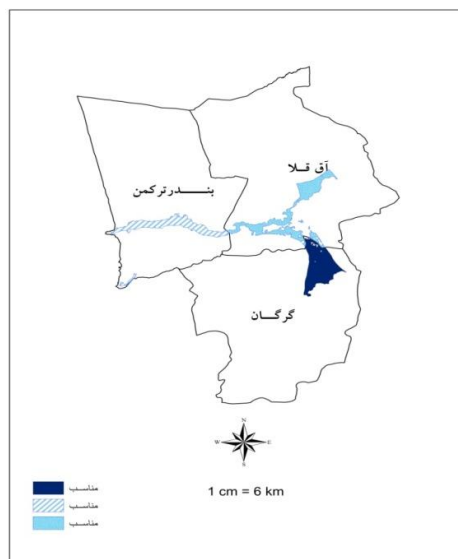 آق قلا
بندرترکمن
گرگان
N
W E
S
1 cm = 6 km
مناسب
مناسب
مناسب